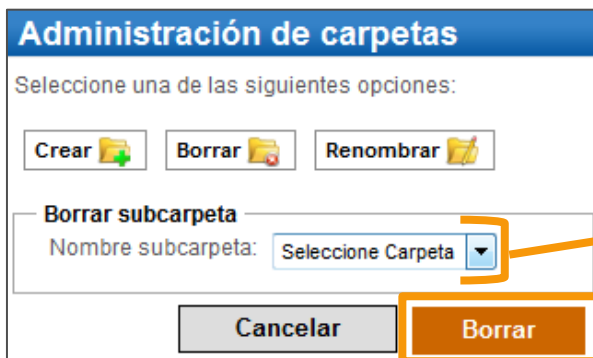 Administración de carpetas
Seleccione una de las siguientes opciones:
Crear Borrar Renombrar
Borrar subcarpeta
Nombre subcarpeta: Seleccione Carpeta
Cancelar Borrar